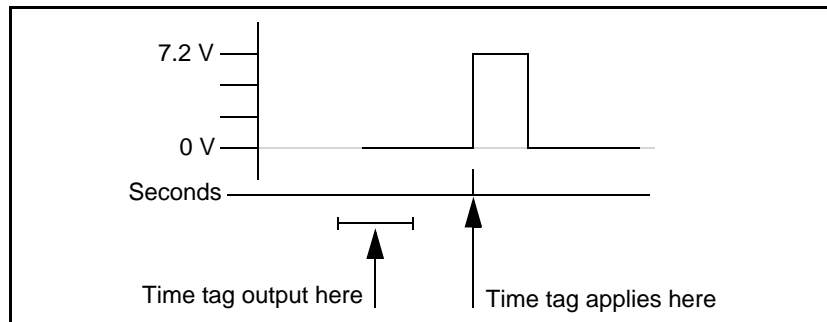 7.2 V
0 V
Seconds
Time tag output here
Time tag applies here